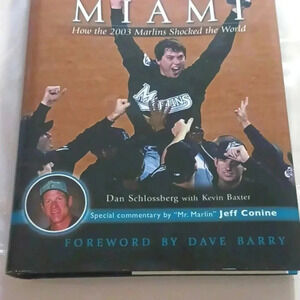 MIAMI
How the 2003 Marlins Shocked the World
MARLINS
Dan Schlossberg with Kevin Baxter
Special commentary by "Mr. Marlin" Jeff Conine
FOREWORD BY DAVE BARRY